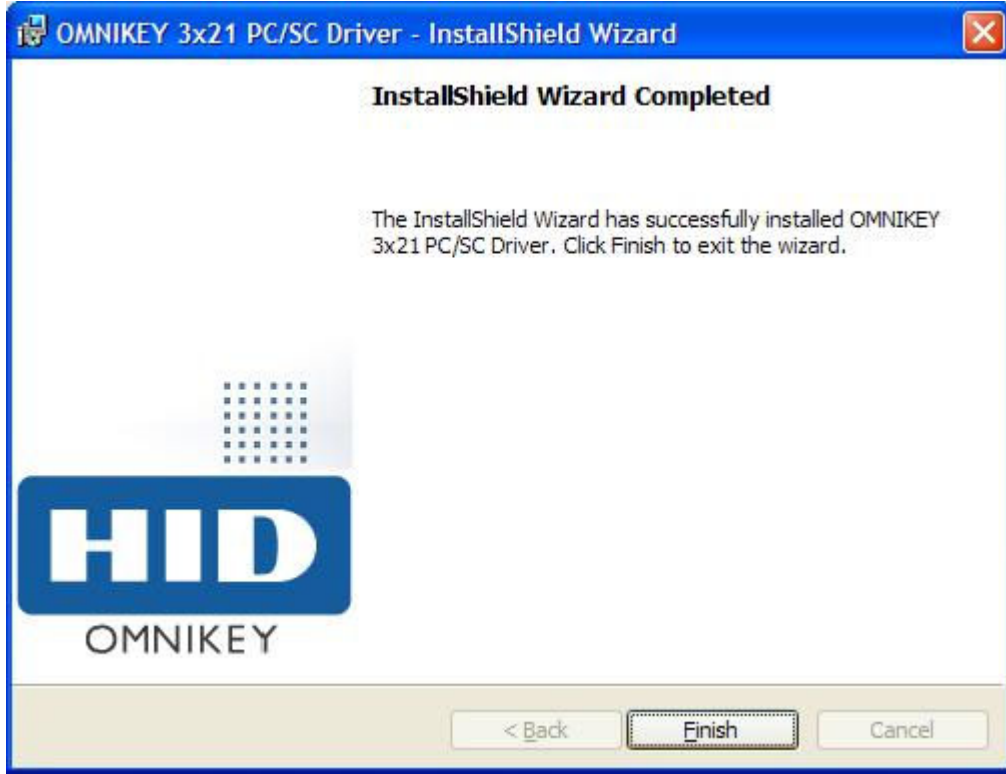 OMNIKEY 3x21 PC/SC Driver - InstallShield Wizard
InstallShield Wizard Completed
The InstallShield Wizard has successfully installed OMNIKEY
3x21 PC/SC Driver. Click Finish to exit the wizard.
HID
OMNIKEY
< Back
Finish
Cancel